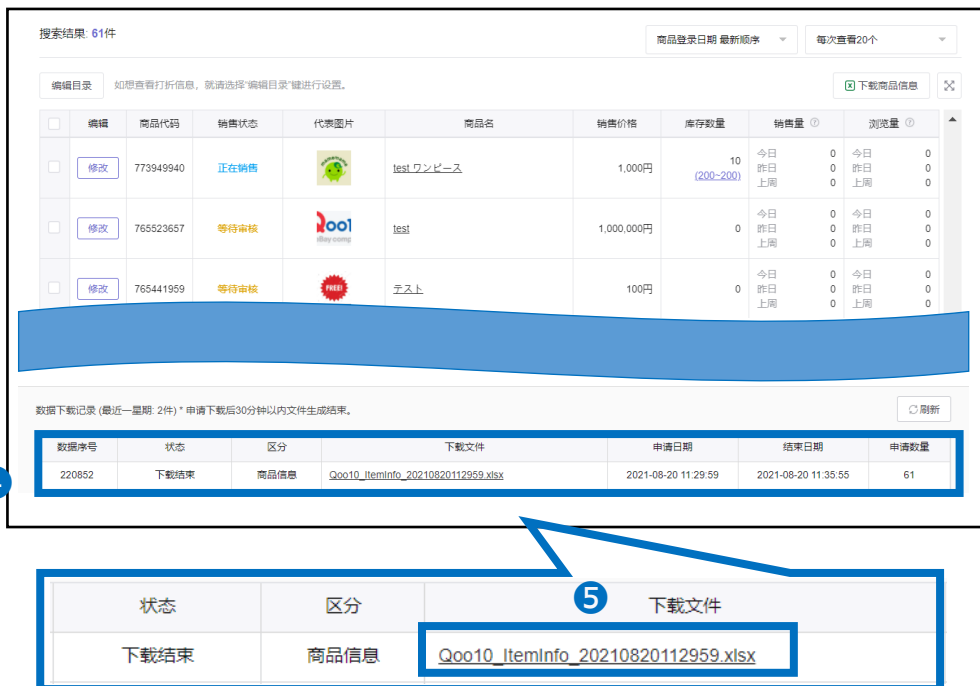 搜索结果: 61件
商品登录日期 最新顺序
每次查看20个
编辑目录 如想查看打折信息，就请选择"编辑目录"键进行设置。
下载商品信息
编辑 商品代码 销售状态 代表图片 商品名 销售价格 库存数量 销售量 浏览量
修改 773949940 正在销售 test ワンピース 1,000円 10 (200~200) 今日 0 昨日 0 上周 0 今日 0 昨日 0 上周 0
修改 765523657 等待审核 Qoo1 test 1,000,000円 0 今日 0 昨日 0 上周 0 今日 0 昨日 0 上周 0
修改 765441959 等待审核 FREE! テスト 100円 0 今日 0 昨日 0 上周 0 今日 0 昨日 0 上周 0
数据下载记录 (最近一星期: 2件) * 申请下载后30分钟以内文件生成结束。
刷新
数据序号 状态 区分 下载文件 申请日期 结束日期 申请数量
220852 下载结束 商品信息 Qoo10_ItemInfo_20210820112959.xlsx 2021-08-20 11:29:59 2021-08-20 11:35:55 61
5
状态 区分 下载文件
下载结束 商品信息 Qoo10_ItemInfo_20210820112959.xlsx